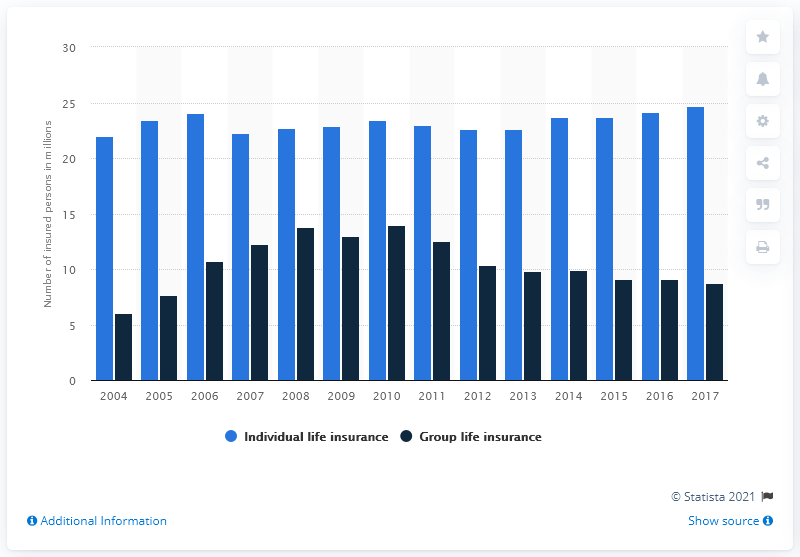 30
25
20
15
10
5
0
Number of insured persons in millions
2004 2005 2006 2007 2008 2009 2010 2011 2012 2013 2014 2015 2016 2017
Individual life insurance Group life insurance
© Statista 2021
Additional Information Show source